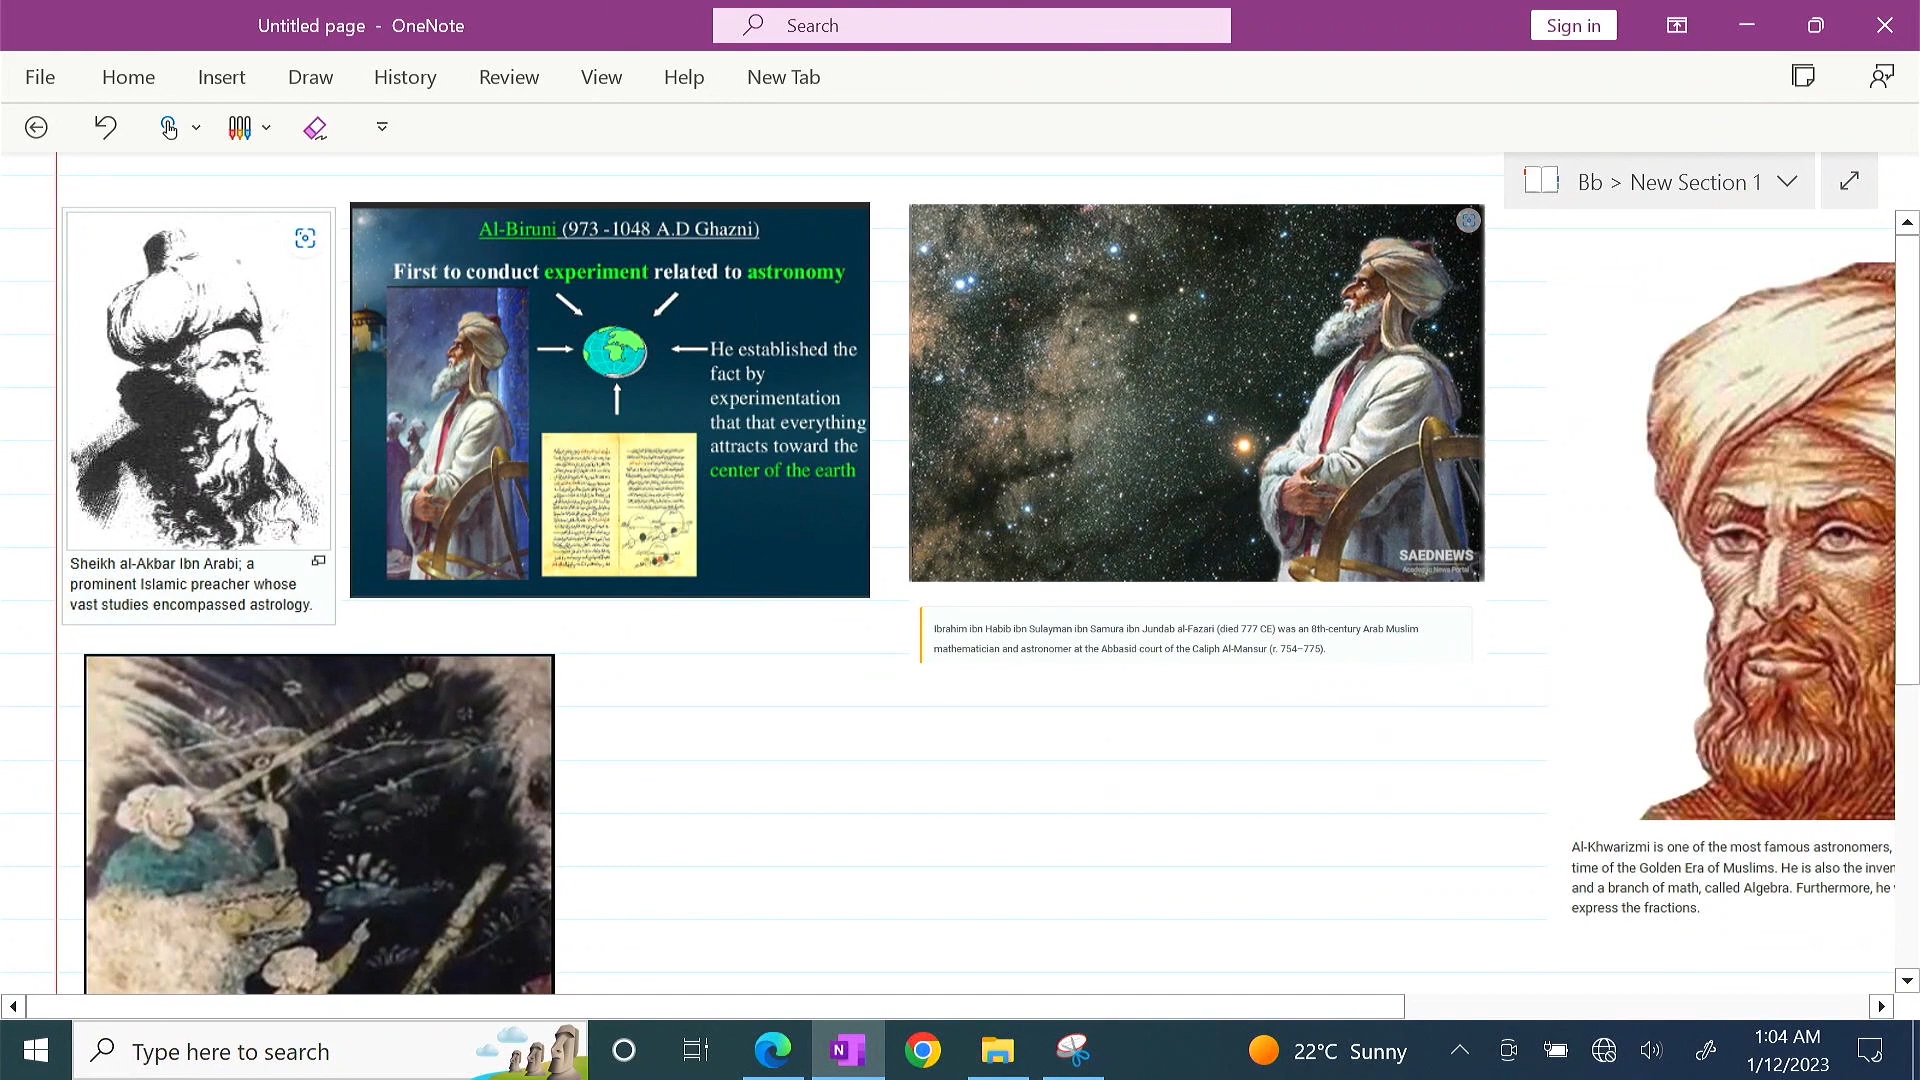 Untitled page - OneNote
Search
Sign in
File Home Insert Draw History Review View Help New Tab
Bb > New Section 1
Sheikh al-Akbar Ibn Arabi; a
prominent Islamic preacher whose
vast studies encompassed astrology.
Al-Biruni (973 -1048 A.D Ghazni)
First to conduct experiment related to astronomy
He established the
fact by
experimentation
that that everything
attracts toward the
center of the earth
SAEDNEWS
Academic News Portal
Ibrahim ibn Habib ibn Sulayman ibn Samura ibn Jundab al-Fazari (died 777 CE) was an 8th-century Arab Muslim
mathematician and astronomer at the Abbasid court of the Caliph Al-Mansur (r. 754–775).
Al-Khwarizmi is one of the most famous astronomers,
time of the Golden Era of Muslims. He is also the inven
and a branch of math, called Algebra. Furthermore, he
express the fractions.
Type here to search
N
22°C Sunny
1:04 AM
1/12/2023